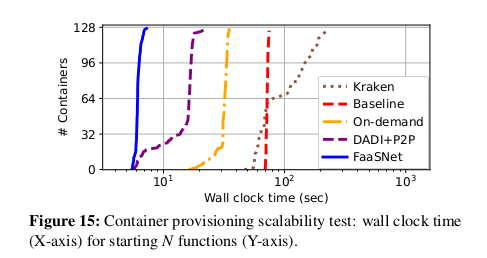 128
96
64
32
0
# Containers
Kraken
Baseline
On-demand
DADI+P2P
FaaSNet
10^1
10^2
10^3
Wall clock time (sec)
Figure 15: Container provisioning scalability test: wall clock time
(X-axis) for starting N functions (Y-axis).